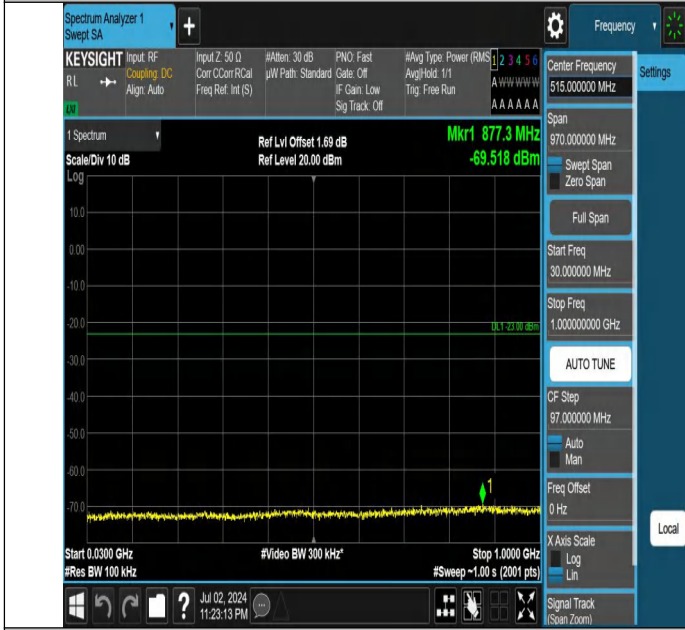 Spectrum Analyzer 1
Swept SA
+
Frequency
KEYSIGHT
RL
Input: RF
Coupling: DC
Align: Auto
Input Z: 50 Ω
Corr CCorr RCal
Freq Ref: Int (S)
#Atten: 30 dB
µW Path: Standard
PNO: Fast
Gate: Off
IF Gain: Low
Sig Track: Off
#Avg Type: Power (RMS
Avg|Hold: 1/1
Trig: Free Run
1 2 3 4 5 6
A W W W W W
A A A A A A
1 Spectrum
Scale/Div 10 dB
Log
Ref Lvl Offset 1.69 dB
Ref Level 20.00 dBm
Mkr1 877.3 MHz
-69.518 dBm
10.0
0.00
-10.0
-20.0
DL1 -23.00 dBm
-30.0
-40.0
-50.0
-60.0
1
-70.0
Start 0.0300 GHz
#Res BW 100 kHz
#Video BW 300 kHz*
Stop 1.0000 GHz
#Sweep ~1.00 s (2001 pts)
Center Frequency
515.000000 MHz
Settings
Span
970.000000 MHz
Swept Span
Zero Span
Full Span
Start Freq
30.000000 MHz
Stop Freq
1.000000000 GHz
AUTO TUNE
CF Step
97.000000 MHz
Auto
Man
Freq Offset
0 Hz
Local
X Axis Scale
Log
Lin
Signal Track
(Span Zoom)
?
Jul 02, 2024
11:23:13 PM